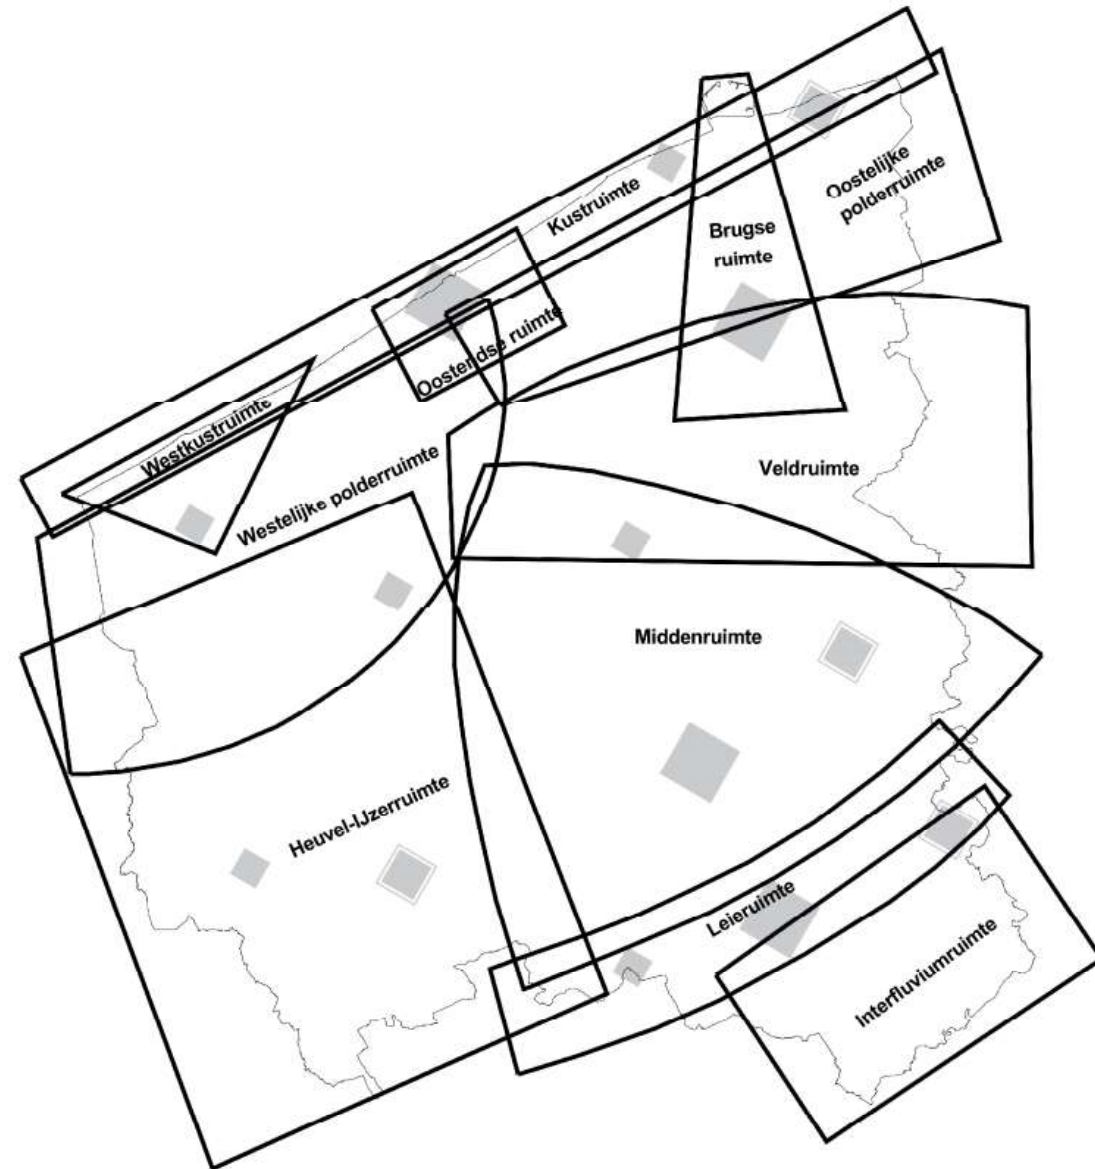 Oostelijke
polderruimte
Kustruimte
Brugse
ruimte
Oostendse ruimte
Westkustruimte
Westelijke polderruimte
Veldruimte
Middenruimte
Heuvel-IJzerruimte
Leieruimte
Interfluviumruimte